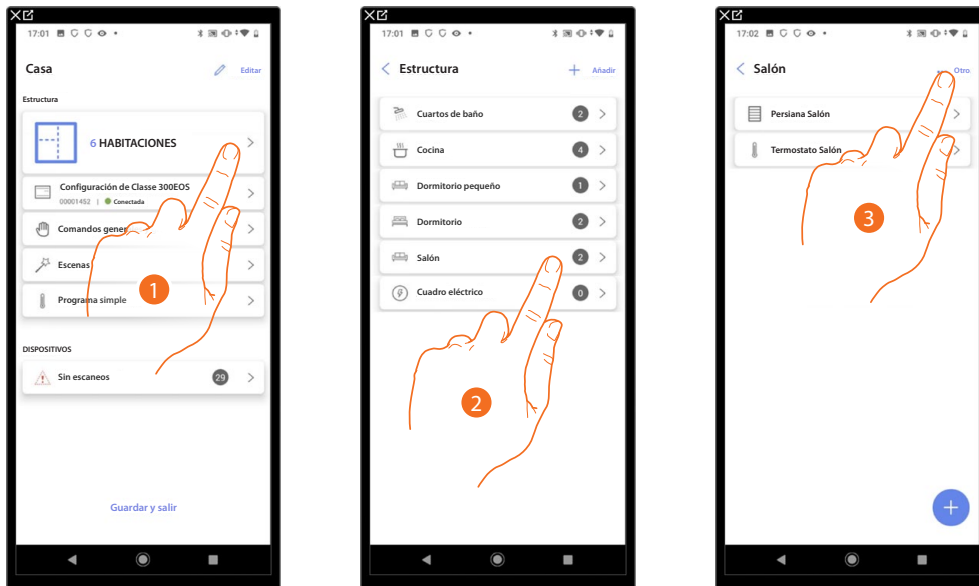 17:01
Casa
Editar
Estructura
6 HABITACIONES
Configuración de Classe 300EOS
00001452 | Conectada
Comandos gener
Escenas
Programa simple
1
DISPOSITIVOS
Sin escaneos 29
Guardar y salir
17:01
Estructura
Añadir
Cuartos de baño 2
Cocina 4
Dormitorio pequeño 1
Dormitorio 2
Salón 2
Cuadro eléctrico 0
2
17:02
Salón
Otro
Persiana Salón
Termostato Salón
3